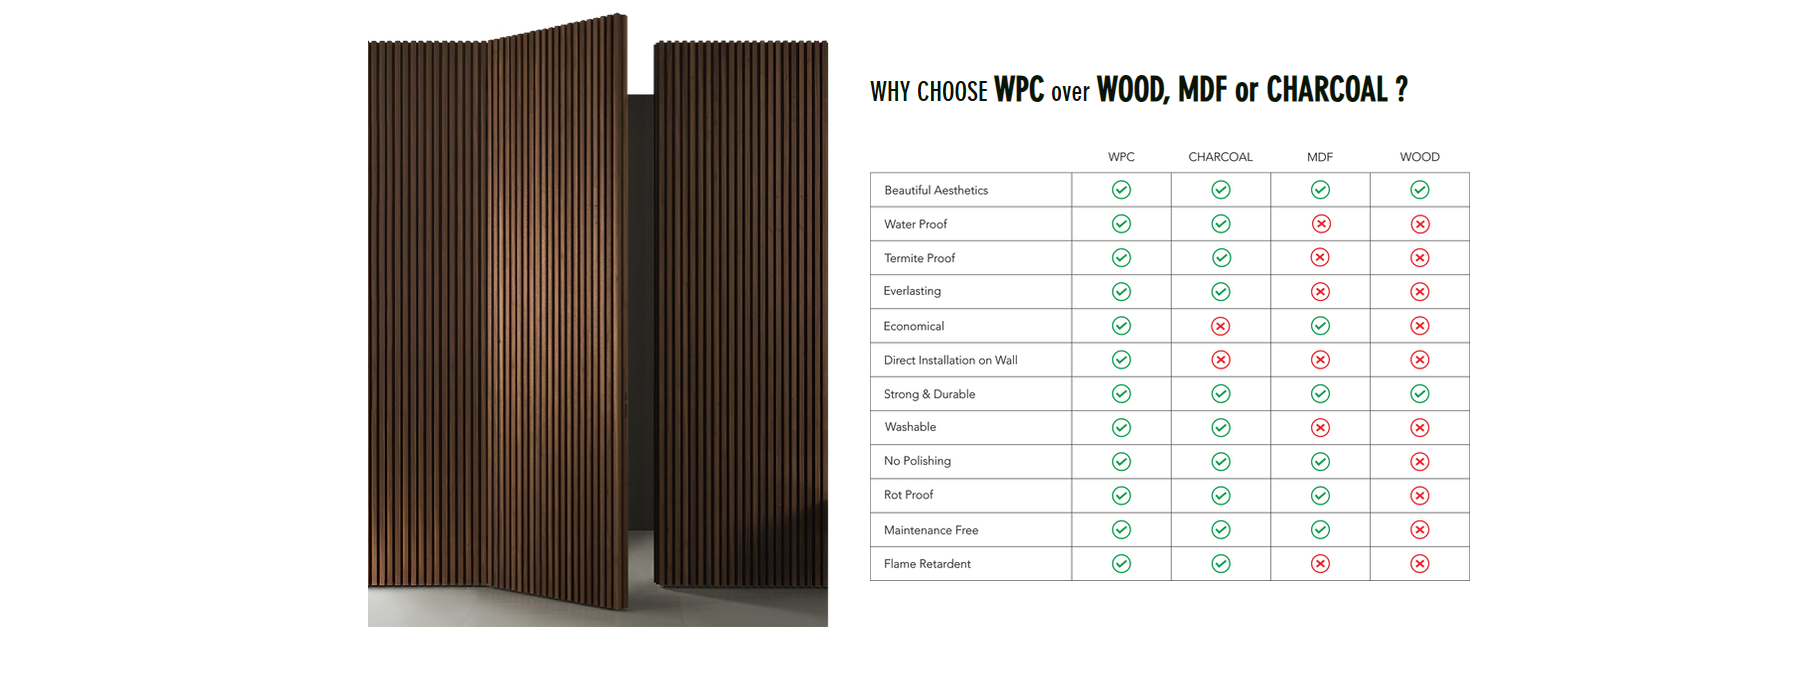 WHY CHOOSE WPC over WOOD, MDF or CHARCOAL ?
WPC CHARCOAL MDF WOOD
Beautiful Aesthetics
Water Proof
Termite Proof
Everlasting
Economical
Direct Installation on Wall
Strong & Durable
Washable
No Polishing
Rot Proof
Maintenance Free
Flame Retardent